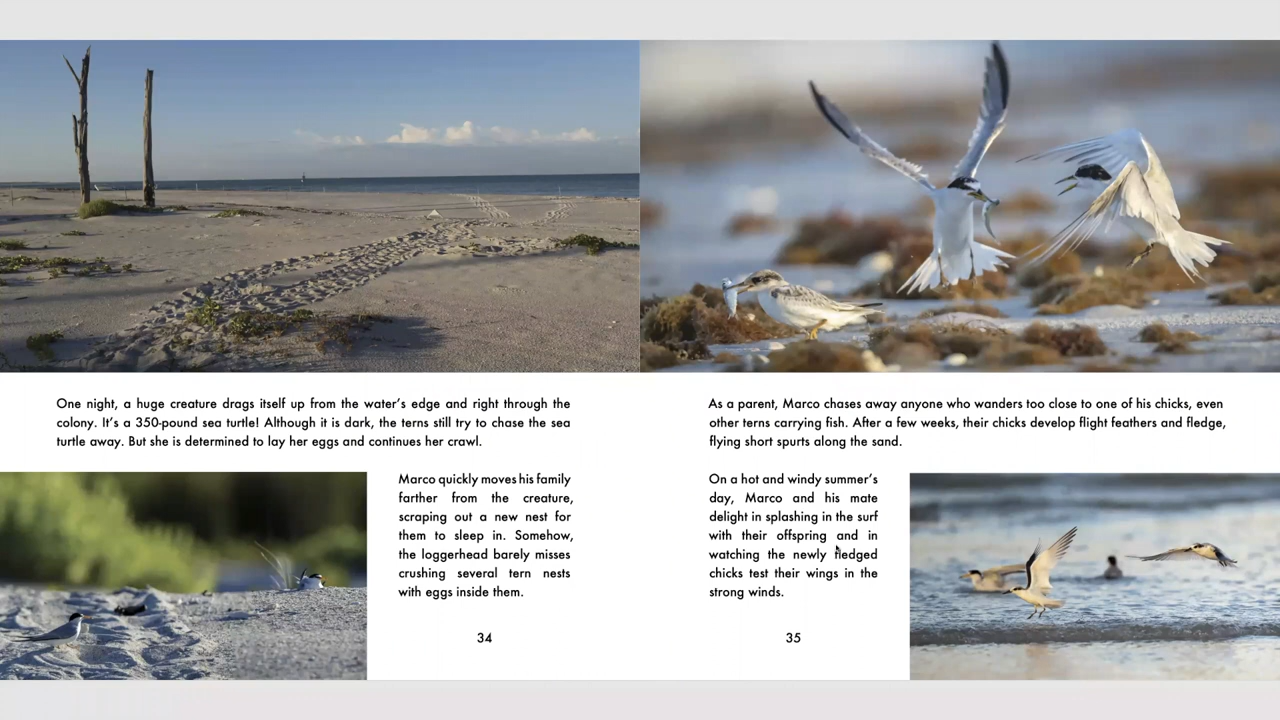 One night, a huge creature drags itself up from the water's edge and right through the
colony. It's a 350-pound sea turtle! Although it is dark, the terns still try to chase the sea
turtle away. But she is determined to lay her eggs and continues her crawl.
Marco quickly moves his family
farther from the creature,
scraping out a new nest for
them to sleep in. Somehow,
the loggerhead barely misses
crushing several tern nests
with eggs inside them.
34
As a parent, Marco chases away anyone who wanders too close to one of his chicks, even
other terns carrying fish. After a few weeks, their chicks develop flight feathers and fledge,
flying short spurts along the sand.
On a hot and windy summer's
day, Marco and his mate
delight in splashing in the surf
with their offspring and in
watching the newly fledged
chicks test their wings in the
strong winds.
35